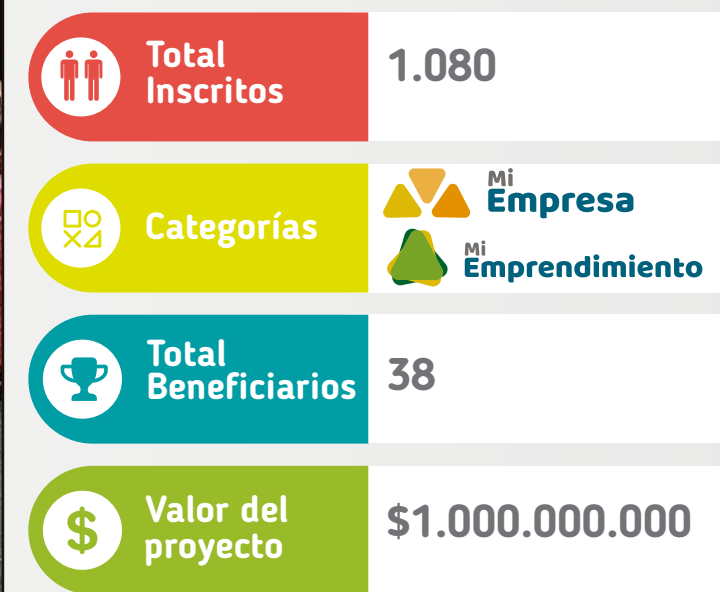 Total
Inscritos
1.080
Categorías
Mi
Empresa
Mi
Emprendimiento
Total
Beneficiarios
38
$
Valor del
proyecto
$1.000.000.000